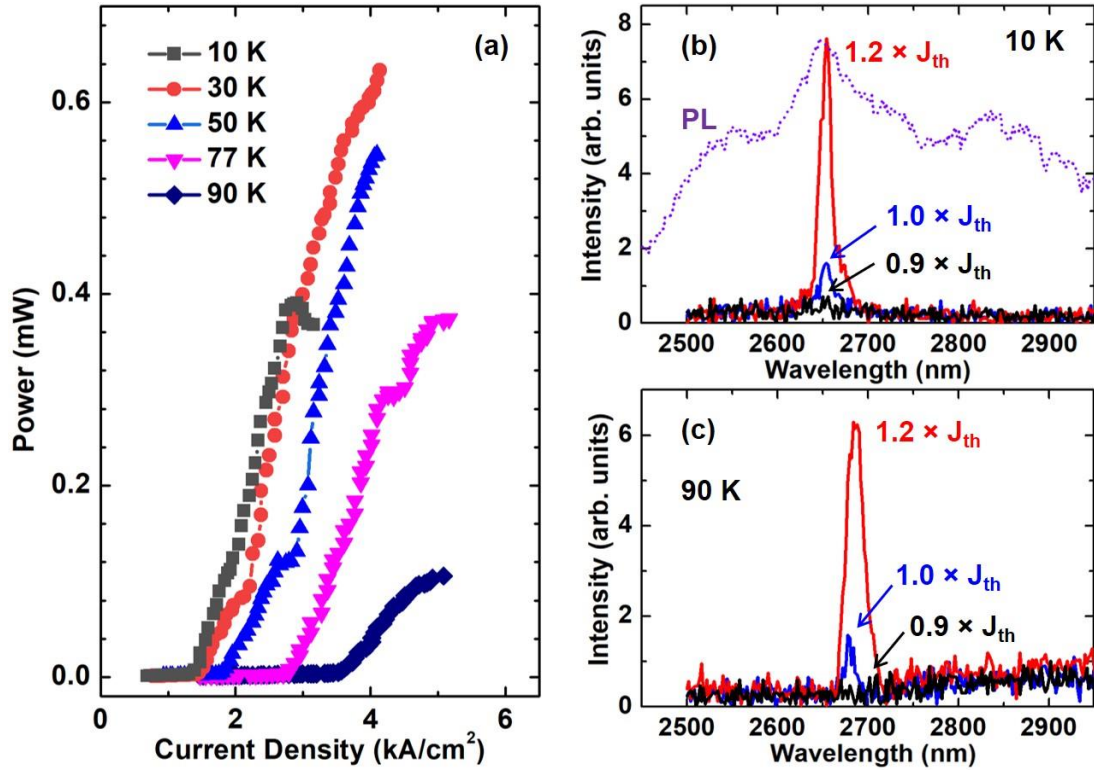 (a)
10 K
30 K
50 K
77 K
90 K
0.6
0.4
0.2
0.0
Power (mW)
0 2 4 6
Current Density (kA/cm²)
(b)
10 K
1.2 × Jth
PL
1.0 × Jth
0.9 × Jth
8
6
4
2
0
Intensity (arb. units)
2500 2600 2700 2800 2900
Wavelength (nm)
(c)
90 K
1.2 × Jth
1.0 × Jth
0.9 × Jth
6
4
2
0
Intensity (arb. units)
2500 2600 2700 2800 2900
Wavelength (nm)